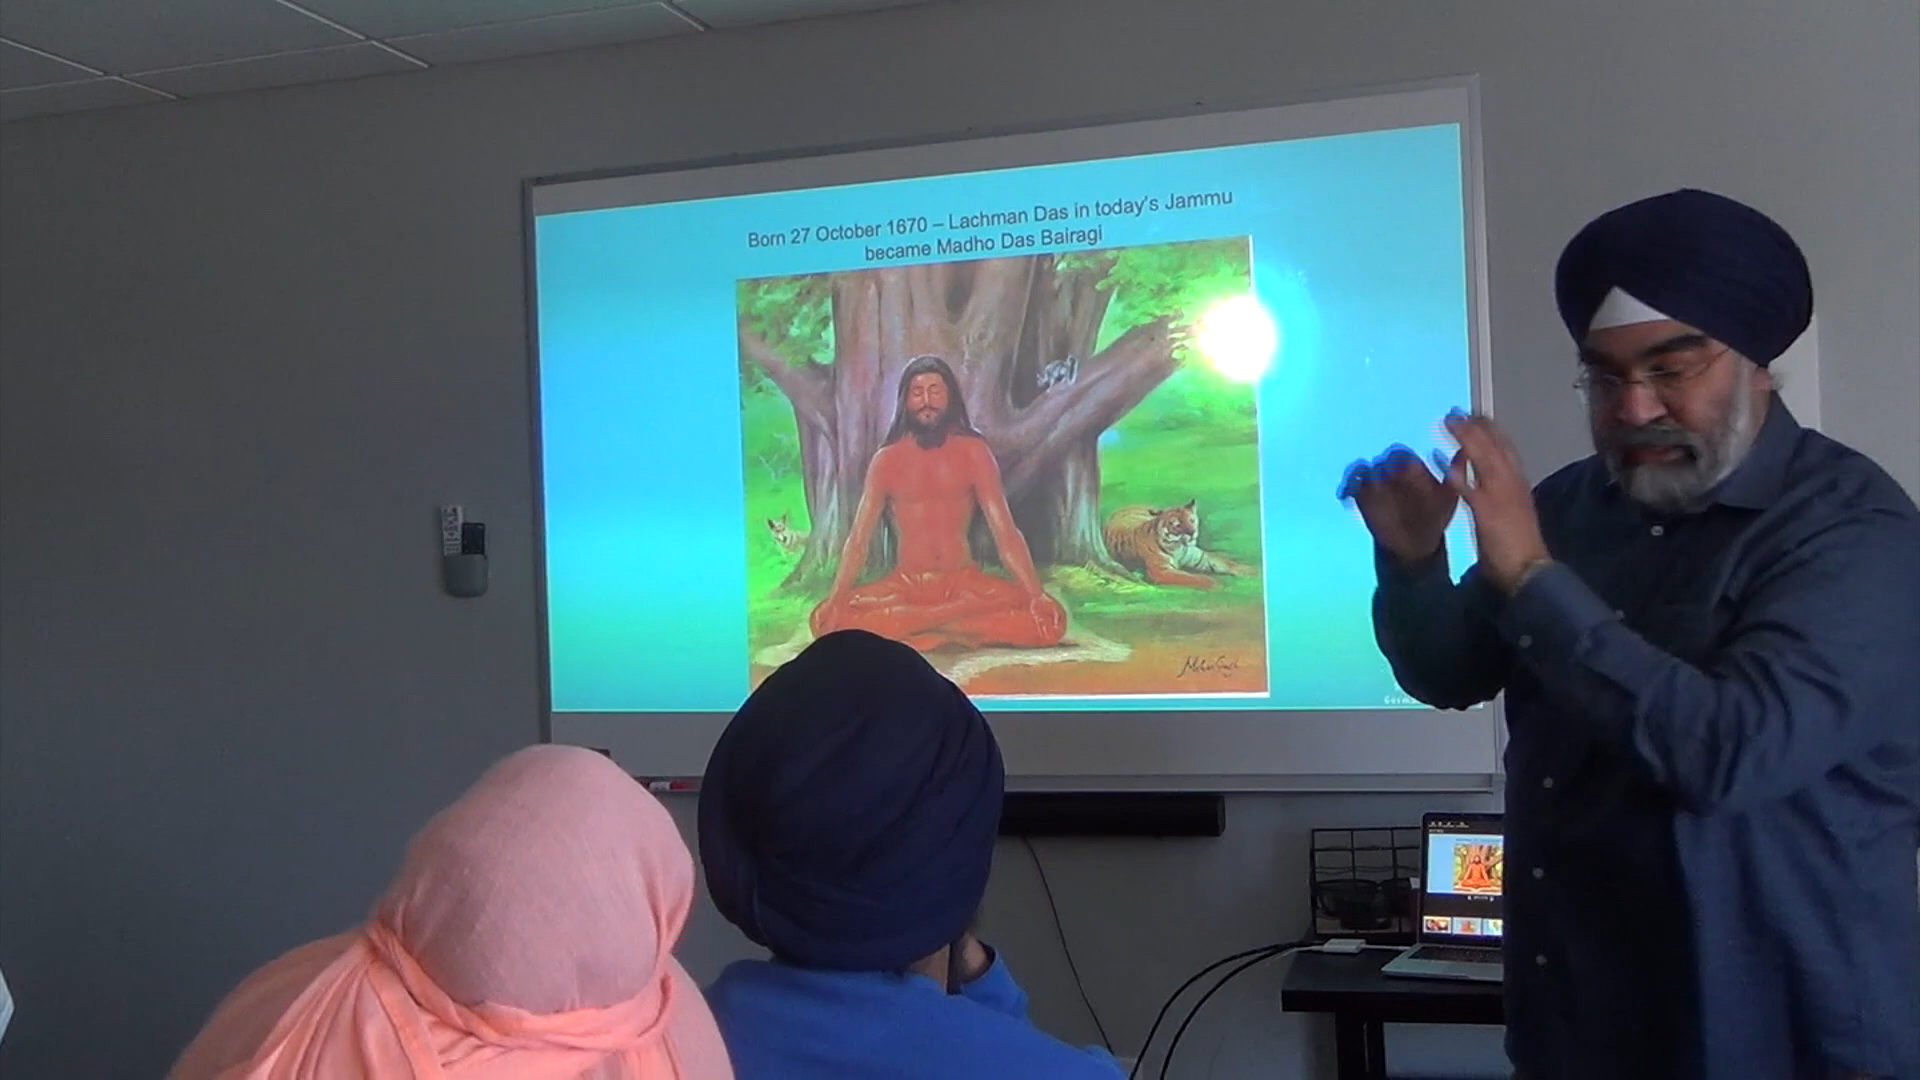 Born 27 October 1670 – Lachman Das in today's Jammu
became Madho Das Bairagi